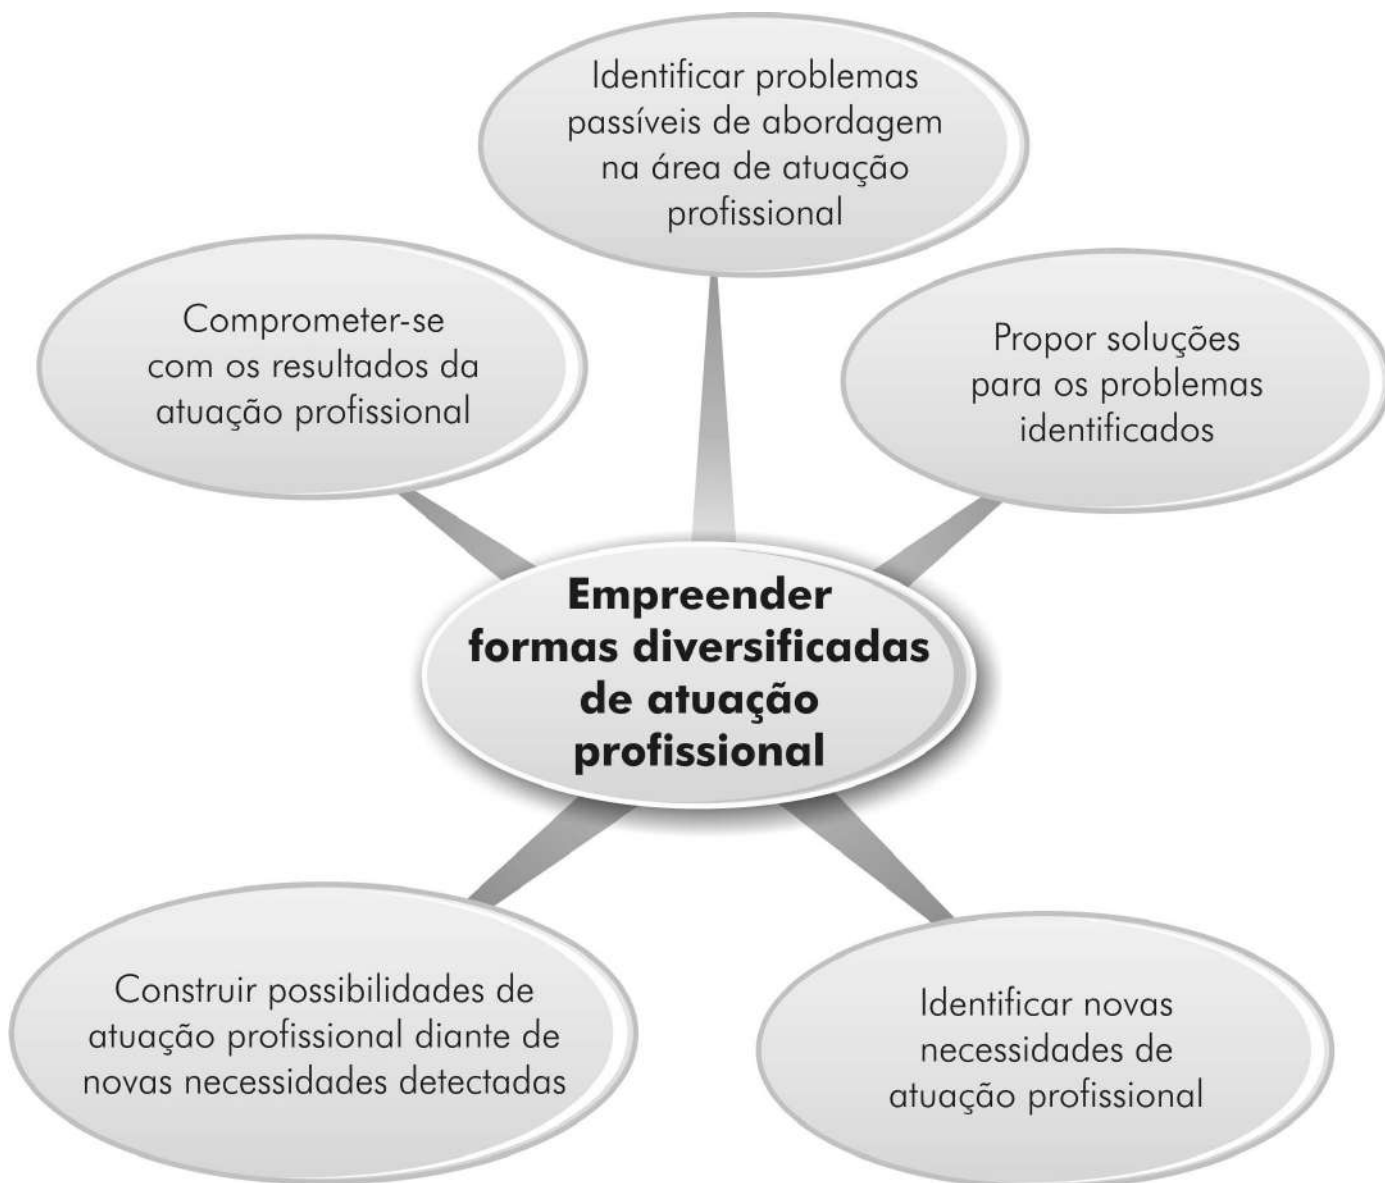 Identificar problemas
passíveis de abordagem
na área de atuação
profissional
Comprometer-se
com os resultados da
atuação profissional
Propor soluções
para os problemas
identificados
Empreender
formas diversificadas
de atuação
profissional
Construir possibilidades de
atuação profissional diante de
novas necessidades detectadas
Identificar novas
necessidades de
atuação profissional